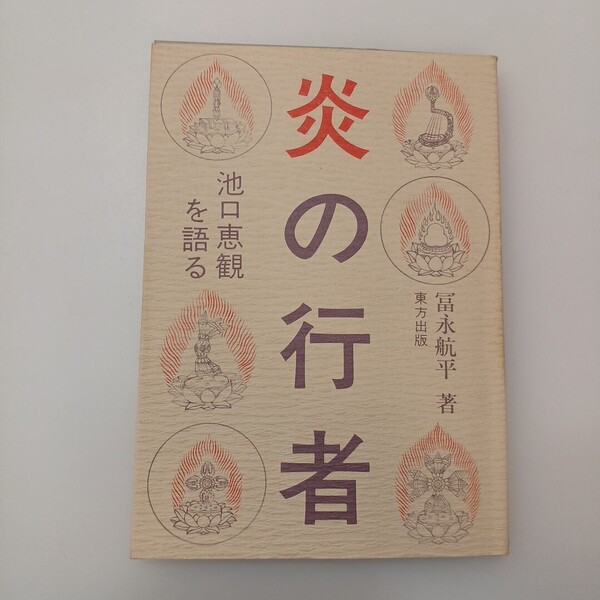 炎の行者
池口恵観
を語る
冨永航平 著
東方出版